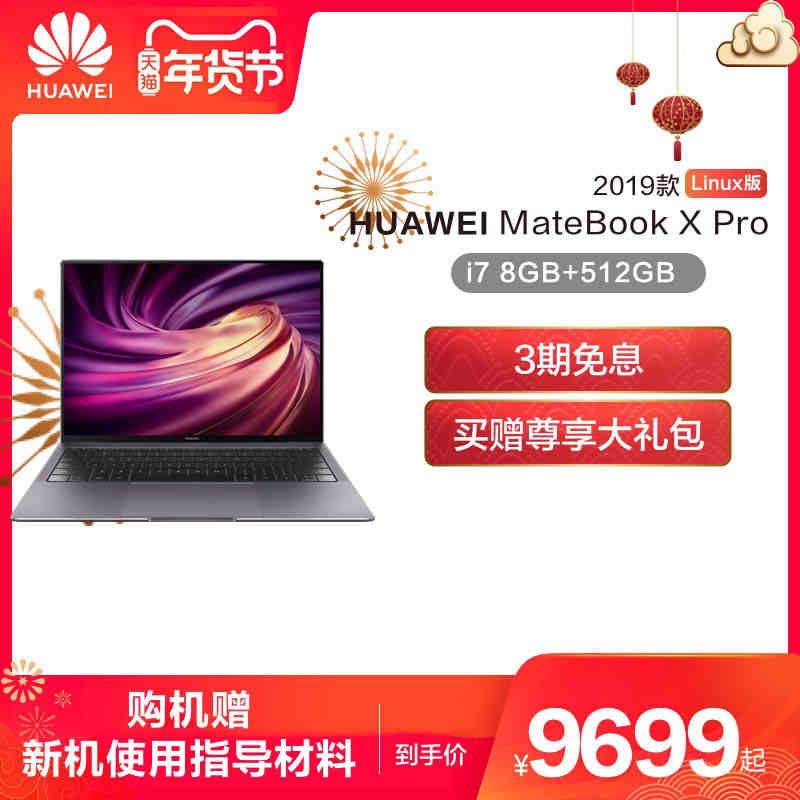 HUAWEI
天猫
年货节
2019款 Linux版
HUAWEI MateBook X Pro
i7 8GB+512GB
3期免息
买赠尊享大礼包
购机赠
新机使用指导材料
到手价
¥9699起